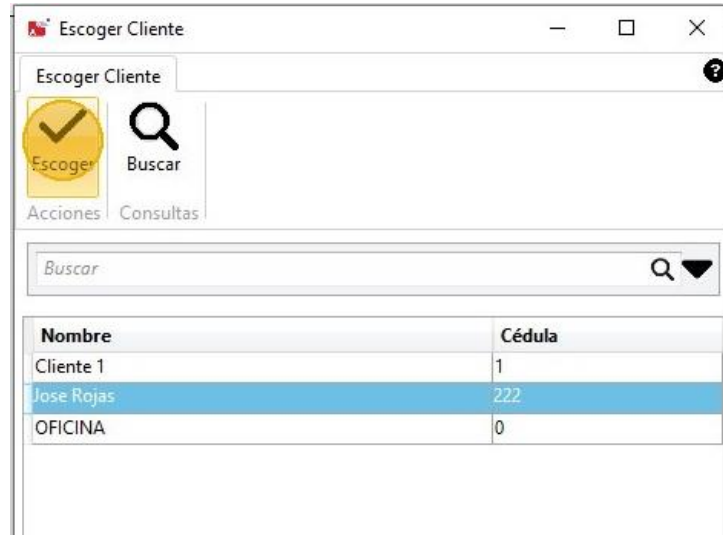 Escoger Cliente
Escoger Cliente
Escoger Buscar
Acciones Consultas
Buscar
Nombre Cédula
Cliente 1 1
Jose Rojas 222
OFICINA 0